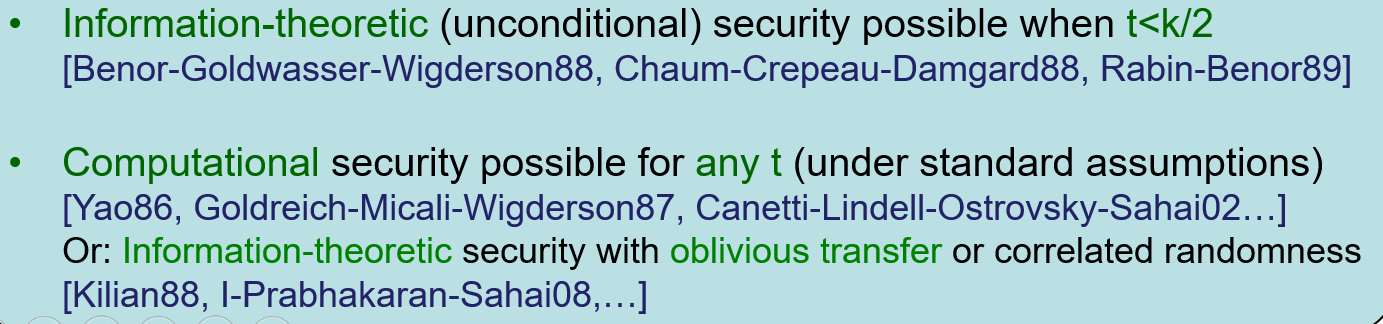 • Information-theoretic (unconditional) security possible when t<k/2
[Benor-Goldwasser-Wigderson88, Chaum-Crepeau-Damgard88, Rabin-Benor89]
• Computational security possible for any t (under standard assumptions)
[Yao86, Goldreich-Micali-Wigderson87, Canetti-Lindell-Ostrovsky-Sahai02…]
Or: Information-theoretic security with oblivious transfer or correlated randomness
[Kilian88, I-Prabhakaran-Sahai08,…]